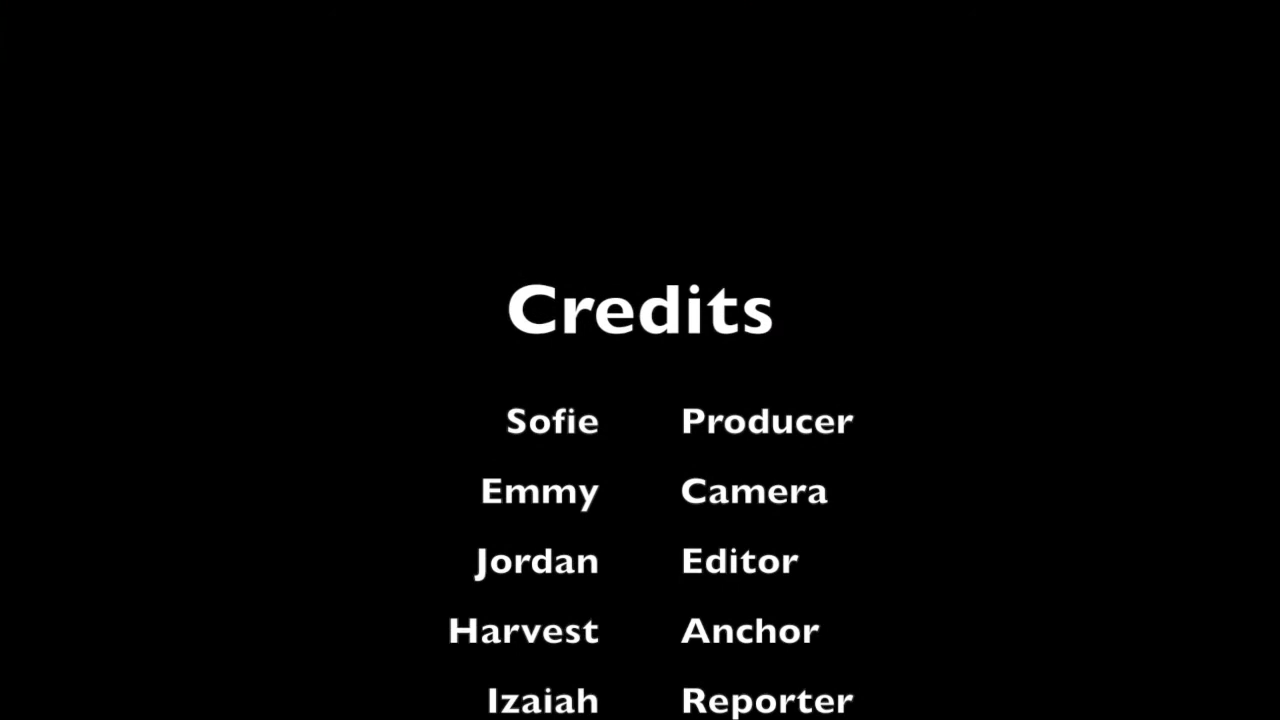 Credits
Sofie Producer
Emmy Camera
Jordan Editor
Harvest Anchor
Izaiah Reporter